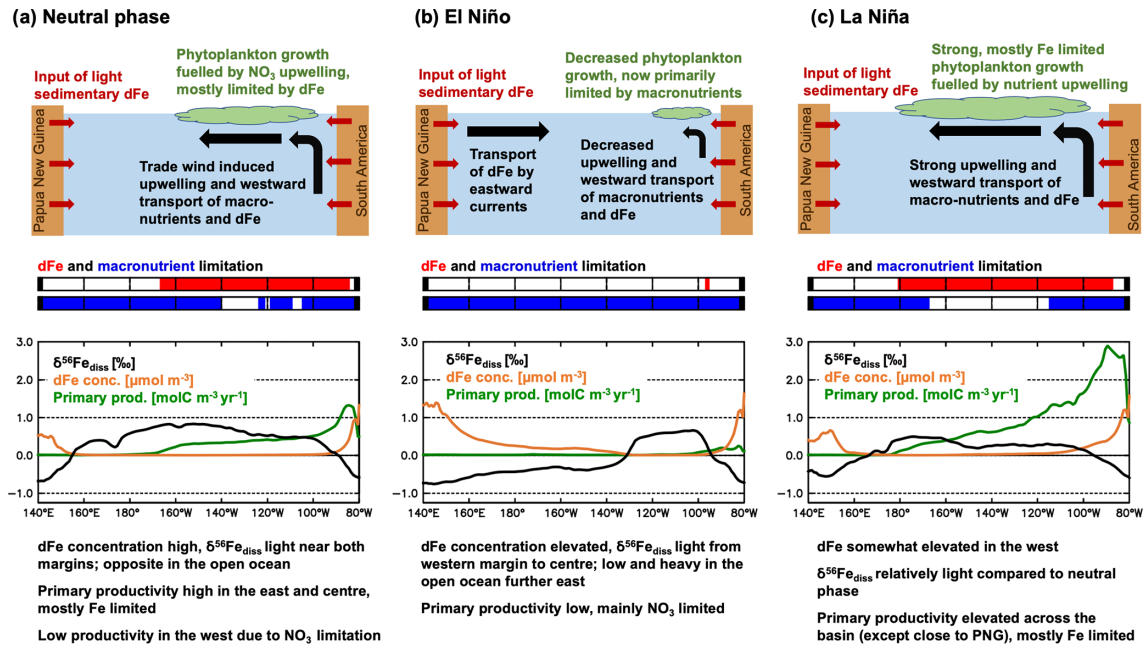 (a) Neutral phase
Phytoplankton growth
fuelled by NO₃ upwelling,
mostly limited by dFe
Input of light
sedimentary dFe
Papua New Guinea
South America
Trade wind induced
upwelling and westward
transport of macro-
nutrients and dFe
dFe and macronutrient limitation
3.0
2.0
1.0
0.0
−1.0
δ⁵⁶Fe_diss [‰]
dFe conc. [µmol m⁻³]
Primary prod. [molC m⁻³ yr⁻¹]
140°E 160°E 180° 160°W 140°W 120°W 100°W 80°W
dFe concentration high, δ⁵⁶Fe_diss light near both
margins; opposite in the open ocean
Primary productivity high in the east and centre,
mostly Fe limited
Low productivity in the west due to NO₃ limitation
(b) El Niño
Decreased phytoplankton
growth, now primarily
limited by macronutrients
Input of light
sedimentary dFe
Papua New Guinea
South America
Transport
of dFe by
eastward
currents
Decreased
upwelling and
westward transport
of macronutrients
and dFe
dFe and macronutrient limitation
3.0
2.0
1.0
0.0
−1.0
δ⁵⁶Fe_diss [‰]
dFe conc. [µmol m⁻³]
Primary prod. [molC m⁻³ yr⁻¹]
140°E 160°E 180° 160°W 140°W 120°W 100°W 80°W
dFe concentration elevated, δ⁵⁶Fe_diss light from
western margin to centre; low and heavy in the
open ocean further east
Primary productivity low, mainly NO₃ limited
(c) La Niña
Strong, mostly Fe limited
phytoplankton growth
fuelled by nutrient upwelling
Input of light
sedimentary dFe
Papua New Guinea
South America
Strong upwelling and
westward transport of
macro-nutrients and dFe
dFe and macronutrient limitation
3.0
2.0
1.0
0.0
−1.0
δ⁵⁶Fe_diss [‰]
dFe conc. [µmol m⁻³]
Primary prod. [molC m⁻³ yr⁻¹]
140°E 160°E 180° 160°W 140°W 120°W 100°W 80°W
dFe somewhat elevated in the west
δ⁵⁶Fe_diss relatively light compared to neutral
phase
Primary productivity elevated across the
basin (except close to PNG), mostly Fe limited